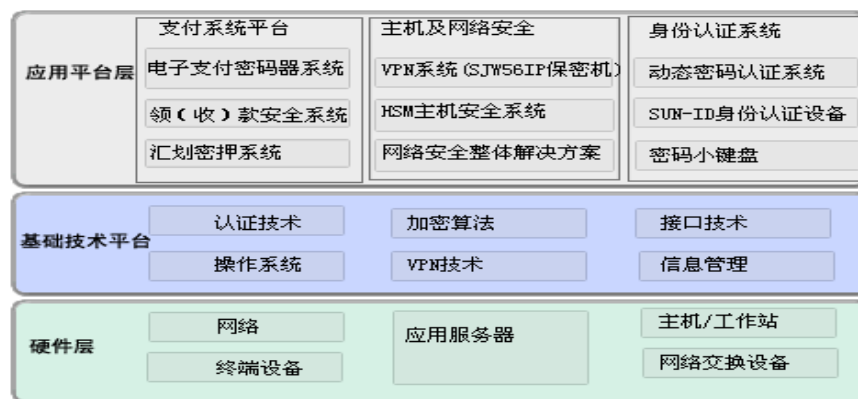 应用平台层
支付系统平台
电子支付密码器系统
领（收）款安全系统
汇划密押系统
主机及网络安全
VPN系统(SJW56IP保密机)
HSM主机安全系统
网络安全整体解决方案
身份认证系统
动态密码认证系统
SUN-ID身份认证设备
密码小键盘
基础技术平台
认证技术
加密算法
接口技术
操作系统
VPN技术
信息管理
硬件层
网络
应用服务器
主机/工作站
终端设备
网络交换设备